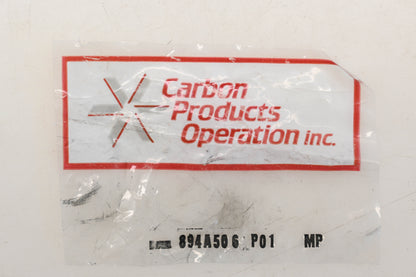 Carbon
Products
Operation Inc.
894A506 P01 MP